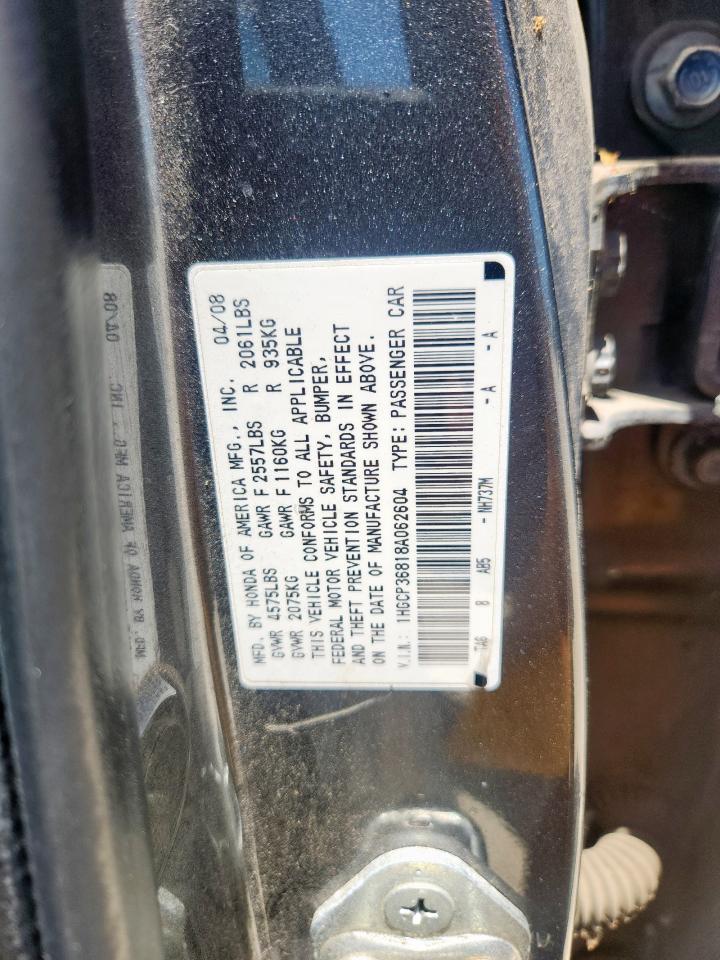 MFD. BY HONDA OF AMERICA MFG., INC. 04/08
GVWR 4575LBS GAWR F 2557LBS R 2061LBS
GVWR 2075KG GAWR F 1160KG R 935KG
THIS VEHICLE CONFORMS TO ALL APPLICABLE
FEDERAL MOTOR VEHICLE SAFETY, BUMPER,
AND THEFT PREVENTION STANDARDS IN EFFECT
ON THE DATE OF MANUFACTURE SHOWN ABOVE.
V.I.N.: 1HGCP36818A062604 TYPE: PASSENGER CAR
TA6 8 AB5 - NH737M - A - A